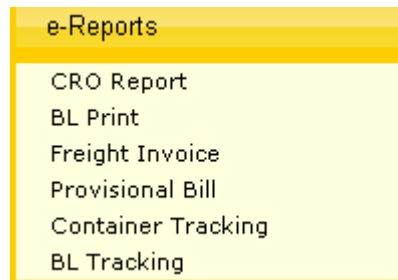 e-Reports
CRO Report
BL Print
Freight Invoice
Provisional Bill
Container Tracking
BL Tracking